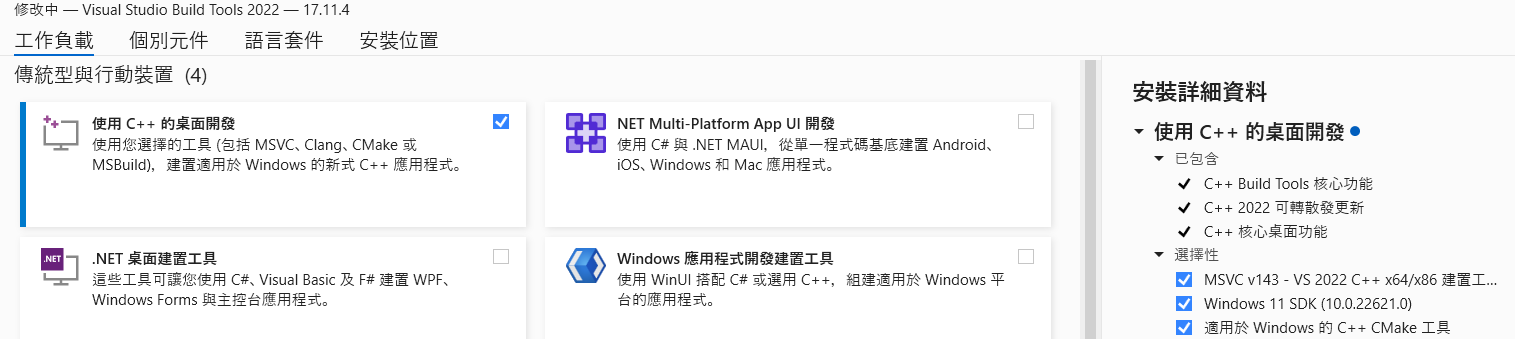 修改中 — Visual Studio Build Tools 2022 — 17.11.4
工作負載 個別元件 語言套件 安裝位置
傳統型與行動裝置 (4)
使用 C++ 的桌面開發
使用您選擇的工具 (包括 MSVC、Clang、CMake 或
MSBuild)，建置適用於 Windows 的新式 C++ 應用程式。
NET Multi-Platform App UI 開發
使用 C# 與 .NET MAUI，從單一程式碼基底建置 Android、
iOS、Windows 和 Mac 應用程式。
.NET
.NET 桌面建置工具
這些工具可讓您使用 C#、Visual Basic 及 F# 建置 WPF、
Windows Forms 與主控台應用程式。
Windows 應用程式開發建置工具
使用 WinUI 搭配 C# 或選用 C++，組建適用於 Windows 平
台的應用程式。
安裝詳細資料
使用 C++ 的桌面開發
已包含
C++ Build Tools 核心功能
C++ 2022 可轉散發更新
C++ 核心桌面功能
選擇性
MSVC v143 - VS 2022 C++ x64/x86 建置工...
Windows 11 SDK (10.0.22621.0)
適用於 Windows 的 C++ CMake 工具